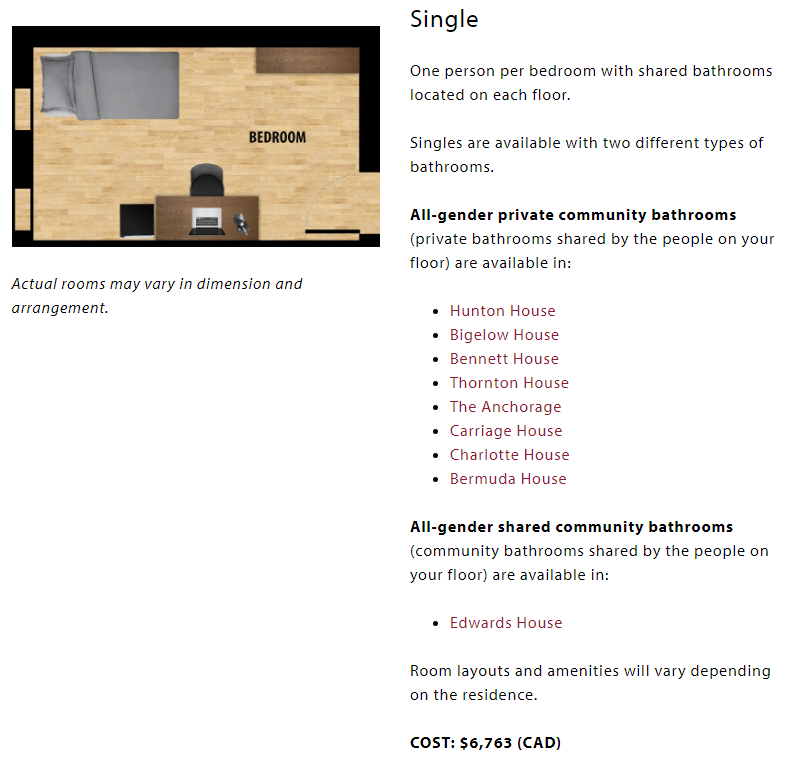 BEDROOM
Actual rooms may vary in dimension and
arrangement.
Single
One person per bedroom with shared bathrooms
located on each floor.
Singles are available with two different types of
bathrooms.
All-gender private community bathrooms
(private bathrooms shared by the people on your
floor) are available in:
• Hunton House
• Bigelow House
• Bennett House
• Thornton House
• The Anchorage
• Carriage House
• Charlotte House
• Bermuda House
All-gender shared community bathrooms
(community bathrooms shared by the people on
your floor) are available in:
• Edwards House
Room layouts and amenities will vary depending
on the residence.
COST: $6,763 (CAD)